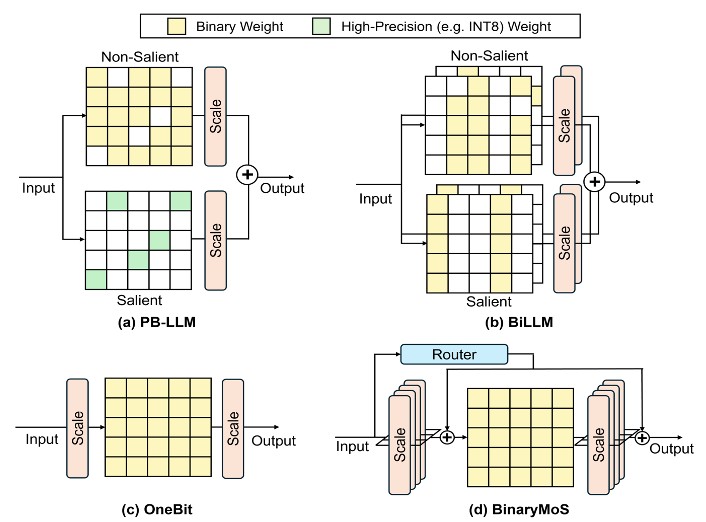 Binary Weight
High-Precision (e.g. INT8) Weight
Non-Salient
Scale
Input
Output
Scale
Salient
(a) PB-LLM
Non-Salient
Scale
Input
Output
Scale
Salient
(b) BiLLM
Input
Scale
Scale
Output
(c) OneBit
Router
Input
Scale
Scale
Output
(d) BinaryMoS